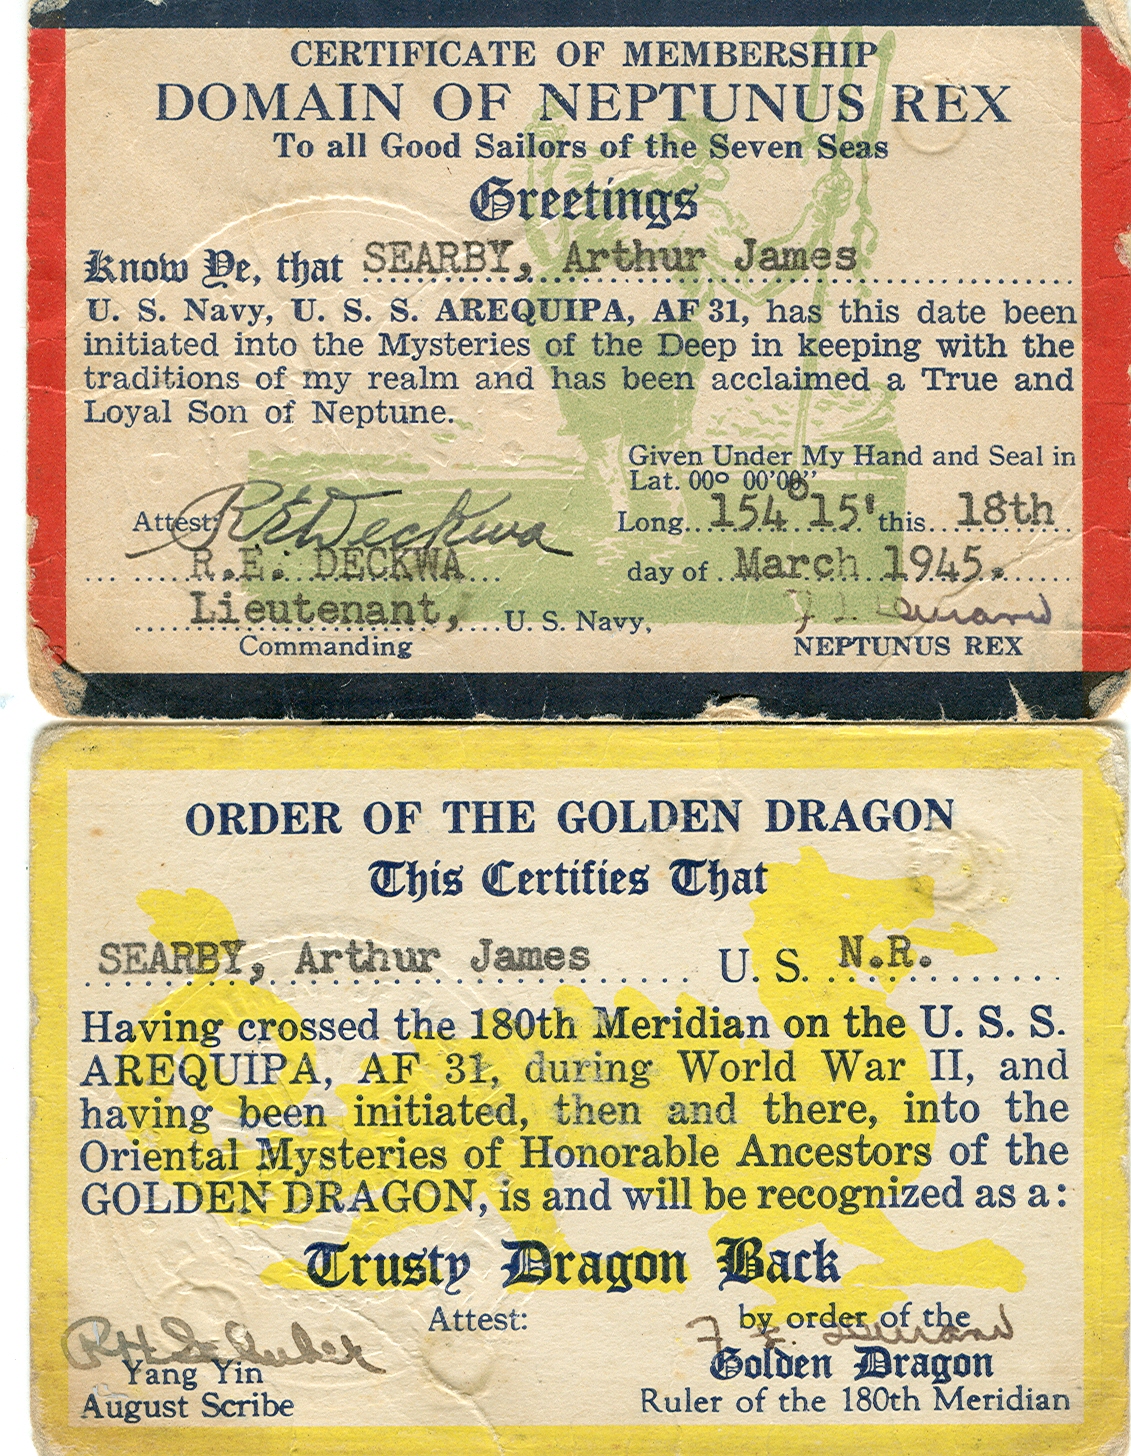 CERTIFICATE OF MEMBERSHIP
DOMAIN OF NEPTUNUS REX
To all Good Sailors of the Seven Seas
Greetings
Know Ye, that SEARBY, Arthur James
U. S. Navy, U. S. S. AREQUIPA, AF 31, has this date been
initiated into the Mysteries of the Deep in keeping with the
traditions of my realm and has been acclaimed a True and
Loyal Son of Neptune.
Given Under My Hand and Seal in
Lat. 00° 00'00"
Attest: R E Deckwa
Long. 154° 15' this 18th
R.E. DECKWA
day of March 1945.
Lieutenant, U. S. Navy,
Commanding
NEPTUNUS REX
ORDER OF THE GOLDEN DRAGON
This Certifies That
SEARBY, Arthur James U. S. N.R.
Having crossed the 180th Meridian on the U. S. S.
AREQUIPA, AF 31, during World War II, and
having been initiated, then and there, into the
Oriental Mysteries of Honorable Ancestors of the
GOLDEN DRAGON, is and will be recognized as a:
Trusty Dragon Back
Attest:
by order of the
Yang Yin
Golden Dragon
August Scribe
Ruler of the 180th Meridian